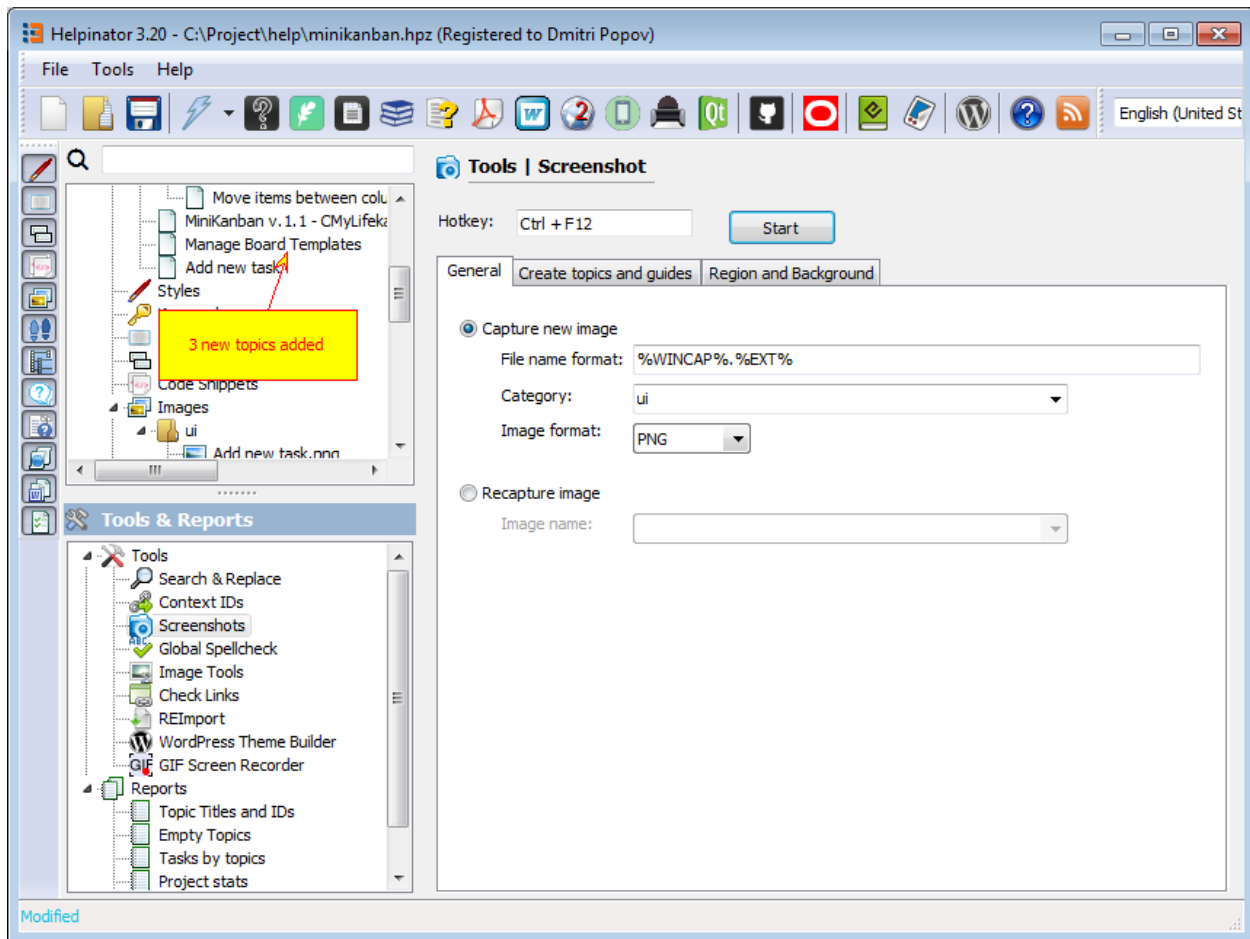 Helpinator 3.20 - C:\Project\help\minikanban.hpz (Registered to Dmitri Popov)
File Tools Help
English (United St
Move items between colu
MiniKanban v.1.1 - CMyLifeka
Manage Board Templates
Add new task
Styles
3 new topics added
Code Snippets
Images
ui
Add new task.png
Tools & Reports
Tools
Search & Replace
Context IDs
Screenshots
Global Spellcheck
Image Tools
Check Links
REImport
WordPress Theme Builder
GIF Screen Recorder
Reports
Topic Titles and IDs
Empty Topics
Tasks by topics
Project stats
Tools | Screenshot
Hotkey: Ctrl + F12 Start
General Create topics and guides Region and Background
Capture new image
File name format: %WINCAP%.%EXT%
Category: ui
Image format: PNG
Recapture image
Image name:
Modified